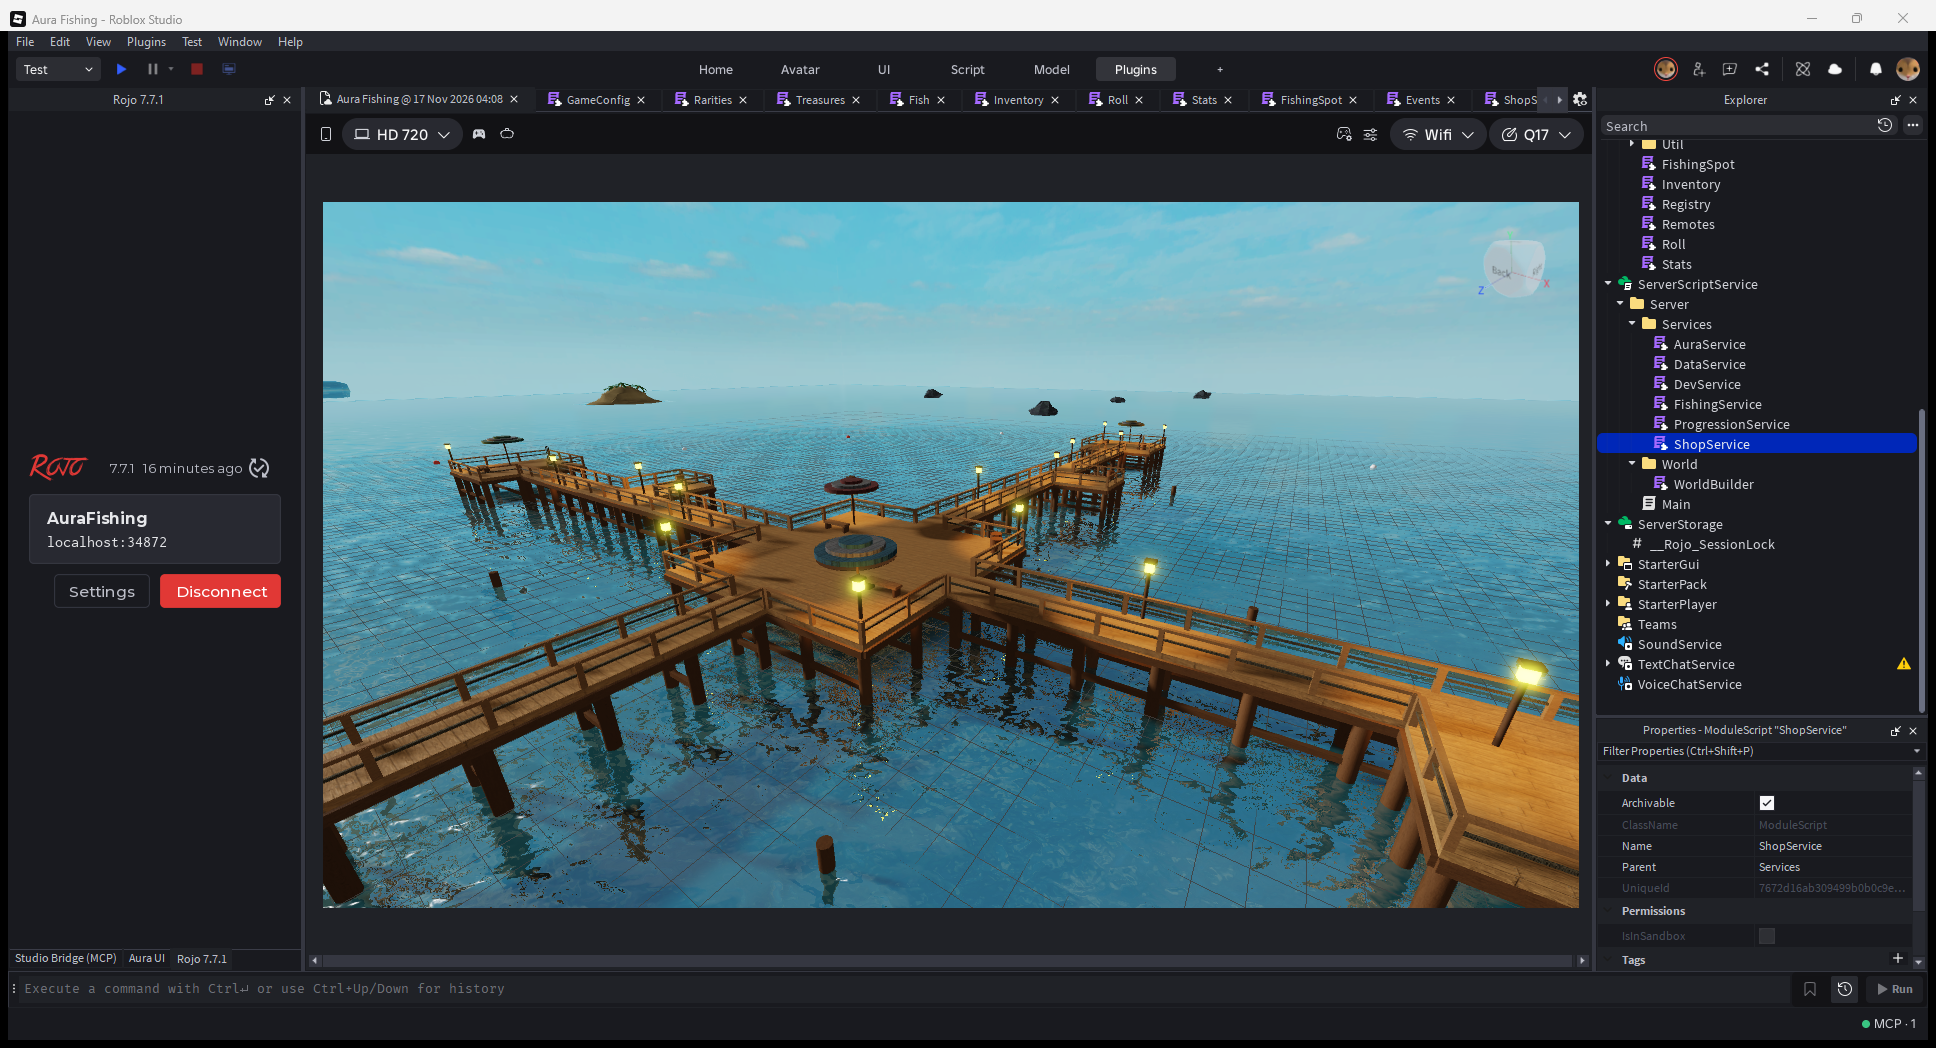 Aura Fishing - Roblox Studio
File Edit View Plugins Test Window Help
Test
Home Avatar UI Script Model Plugins +
Rojo 7.7.1
Aura Fishing @ 17 Nov 2026 04:08 GameConfig Rarities Treasures Fish Inventory Roll Stats FishingSpot Events ShopS
HD 720
Wifi Q17
Back
Z X
ROJO 7.7.1 16 minutes ago
AuraFishing
localhost:34872
Settings Disconnect
Studio Bridge (MCP) Aura UI Rojo 7.7.1
Explorer
Search
Util
FishingSpot
Inventory
Registry
Remotes
Roll
Stats
ServerScriptService
Server
Services
AuraService
DataService
DevService
FishingService
ProgressionService
ShopService
World
WorldBuilder
Main
ServerStorage
# __Rojo_SessionLock
StarterGui
StarterPack
StarterPlayer
Teams
SoundService
TextChatService
VoiceChatService
Properties - ModuleScript "ShopService"
Filter Properties (Ctrl+Shift+P)
Data
Archivable
ClassName ModuleScript
Name ShopService
Parent Services
UniqueId 7672d16ab309499b0b0c9e...
Permissions
IsInSandbox
Tags +
Execute a command with Ctrl↵ or use Ctrl+Up/Down for history
Run
MCP · 1